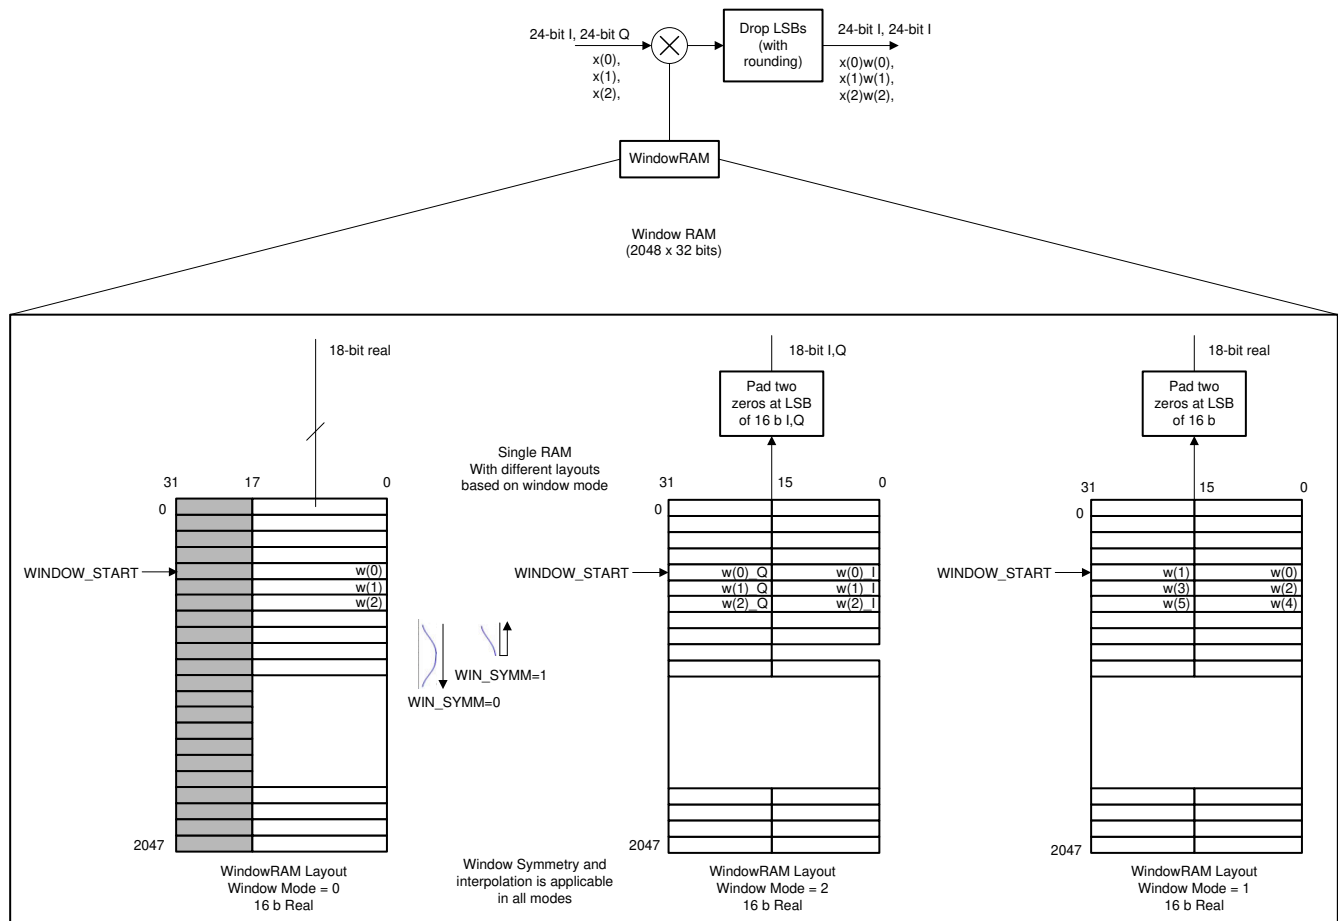 24-bit I, 24-bit Q
x(0),
x(1),
x(2),
Drop LSBs
(with
rounding)
24-bit I, 24-bit I
x(0)w(0),
x(1)w(1),
x(2)w(2),
WindowRAM
Window RAM
(2048 x 32 bits)
18-bit real
31 17 0
0
WINDOW_START
w(0)
w(1)
w(2)
2047
WindowRAM Layout
Window Mode = 0
16 b Real
Single RAM
With different layouts
based on window mode
WIN_SYMM=1
WIN_SYMM=0
Window Symmetry and
interpolation is applicable
in all modes
18-bit I,Q
Pad two
zeros at LSB
of 16 b I,Q
31 15 0
0
WINDOW_START
w(0)_Q w(0)_I
w(1)_Q w(1)_I
w(2)_Q w(2)_I
2047
WindowRAM Layout
Window Mode = 2
16 b Real
18-bit real
Pad two
zeros at LSB
of 16 b
31 15 0
0
WINDOW_START
w(1) w(0)
w(3) w(2)
w(5) w(4)
2047
WindowRAM Layout
Window Mode = 1
16 b Real